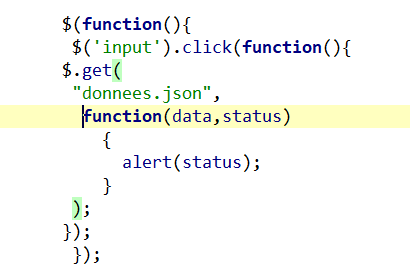 $(function(){
$('input').click(function(){
$.get(
"donnees.json",
function(data,status)
{
alert(status);
}
);
});
});